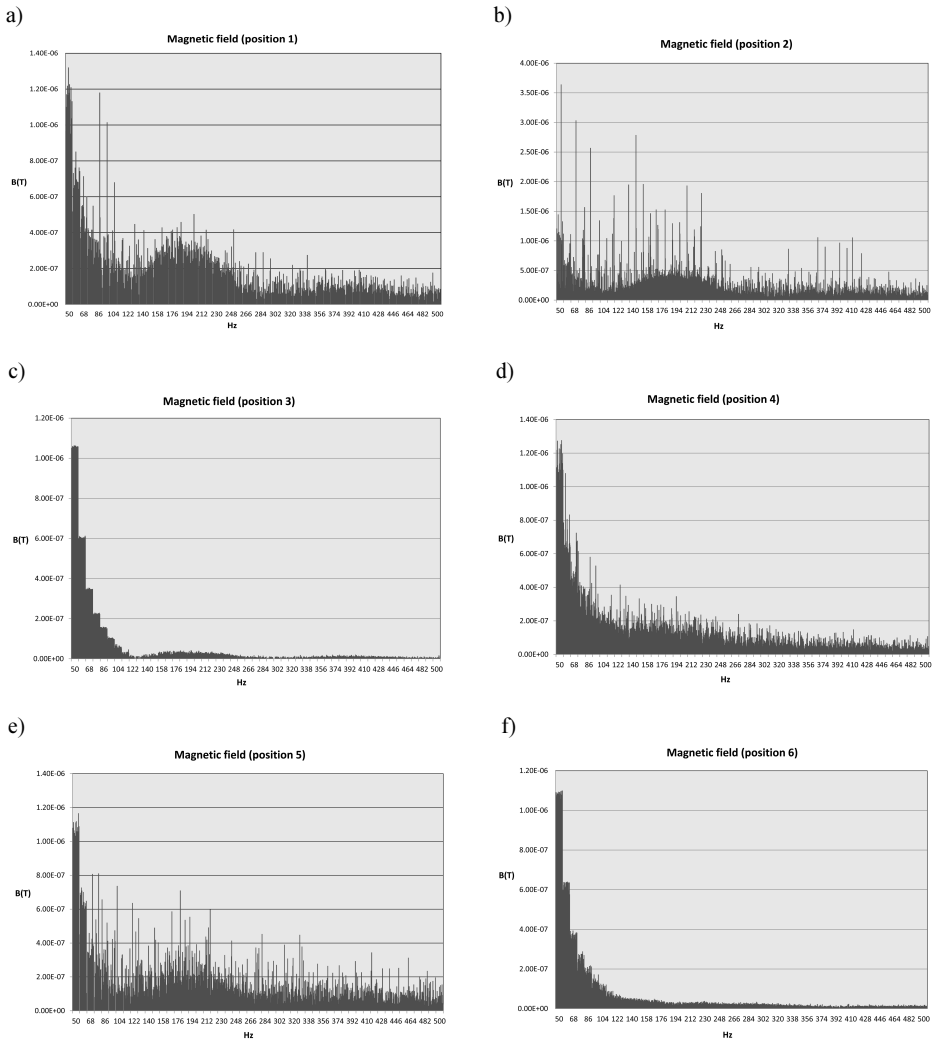 a)
Magnetic field (position 1)
1.40E-06
1.20E-06
1.00E-06
8.00E-07
B(T)
6.00E-07
4.00E-07
2.00E-07
0.00E+00
50 68 86 104 122 140 158 176 194 212 230 248 266 284 302 320 338 356 374 392 410 428 446 464 482 500
Hz
b)
Magnetic field (position 2)
4.00E-06
3.50E-06
3.00E-06
2.50E-06
B(T)
2.00E-06
1.50E-06
1.00E-06
5.00E-07
0.00E+00
50 68 86 104 122 140 158 176 194 212 230 248 266 284 302 320 338 356 374 392 410 428 446 464 482 500
Hz
c)
Magnetic field (position 3)
1.20E-06
1.00E-06
8.00E-07
B(T)
6.00E-07
4.00E-07
2.00E-07
0.00E+00
50 68 86 104 122 140 158 176 194 212 230 248 266 284 302 320 338 356 374 392 410 428 446 464 482 500
Hz
d)
Magnetic field (position 4)
1.40E-06
1.20E-06
1.00E-06
8.00E-07
B(T)
6.00E-07
4.00E-07
2.00E-07
0.00E+00
50 68 86 104 122 140 158 176 194 212 230 248 266 284 302 320 338 356 374 392 410 428 446 464 482 500
Hz
e)
Magnetic field (position 5)
1.40E-06
1.20E-06
1.00E-06
8.00E-07
B(T)
6.00E-07
4.00E-07
2.00E-07
0.00E+00
50 68 86 104 122 140 158 176 194 212 230 248 266 284 302 320 338 356 374 392 410 428 446 464 482 500
Hz
f)
Magnetic field (position 6)
1.20E-06
1.00E-06
8.00E-07
B(T)
6.00E-07
4.00E-07
2.00E-07
0.00E+00
50 68 86 104 122 140 158 176 194 212 230 248 266 284 302 320 338 356 374 392 410 428 446 464 482 500
Hz